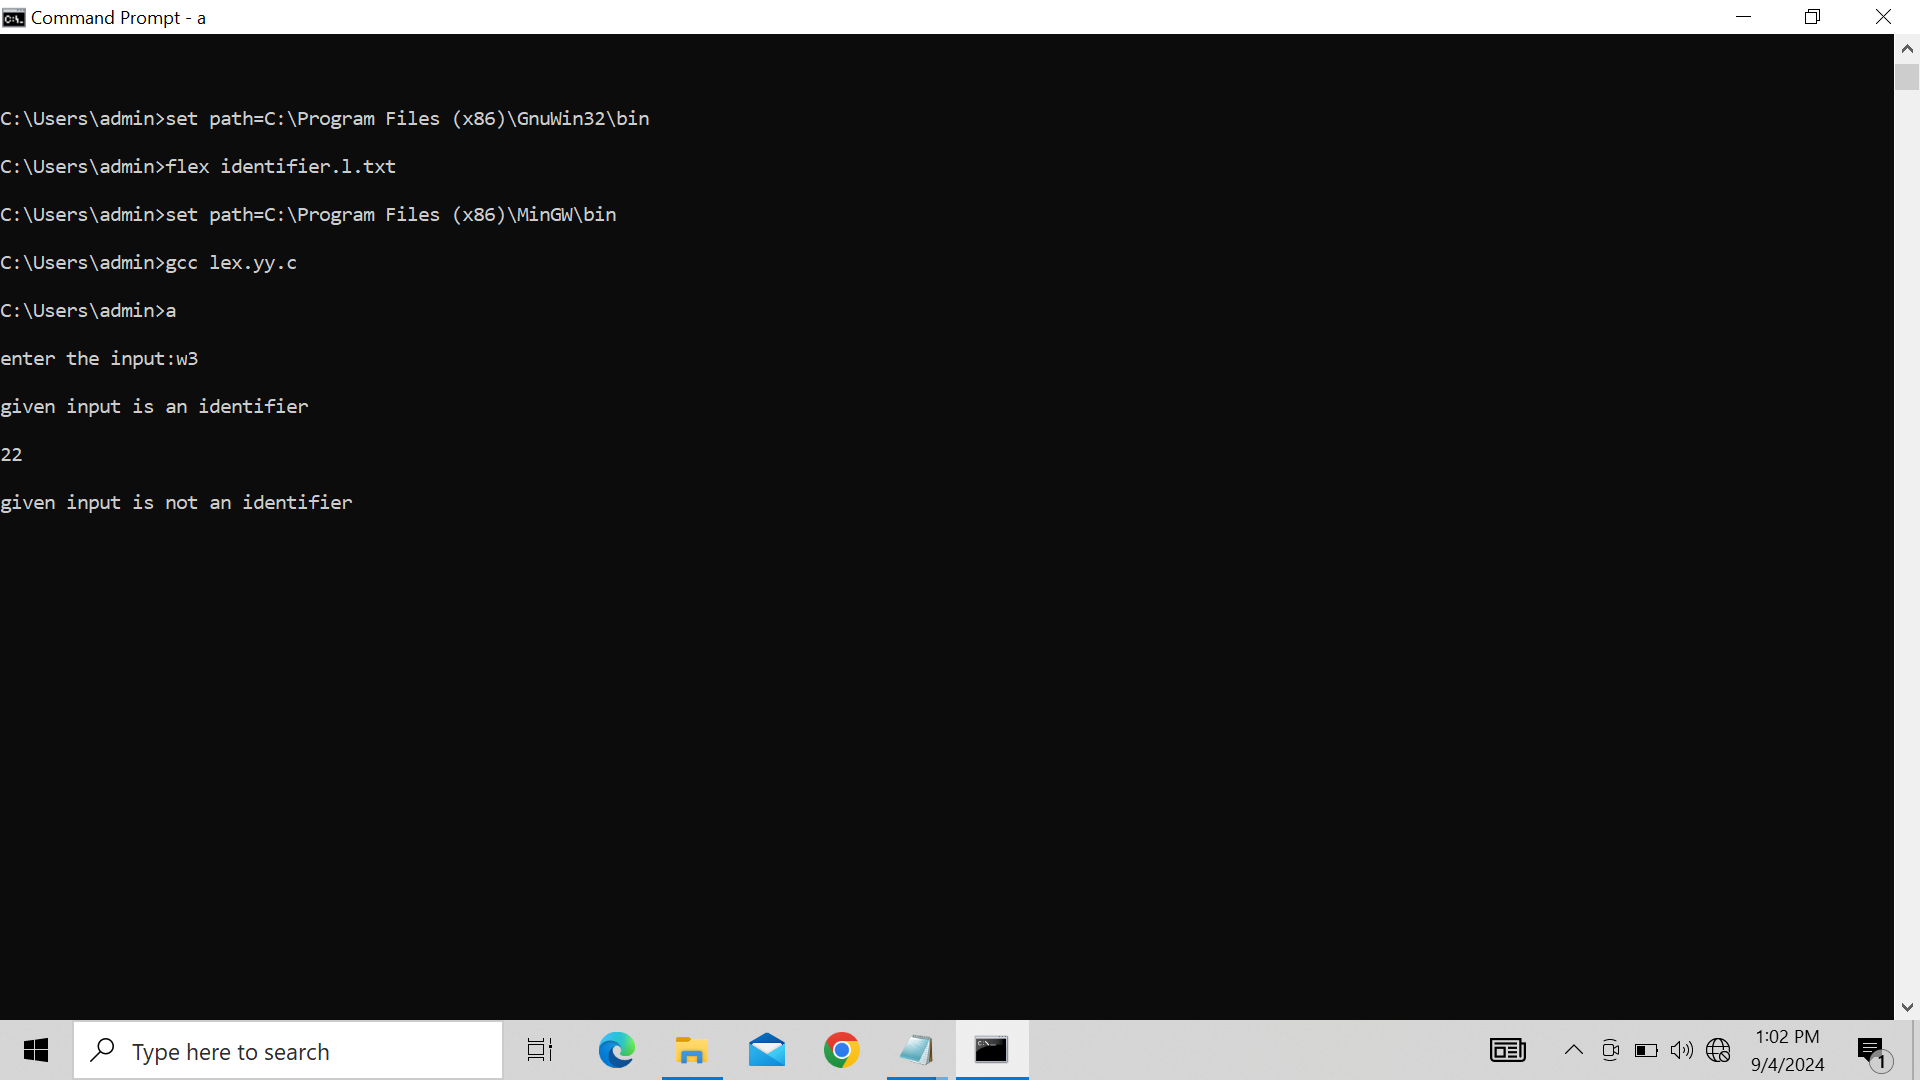 Command Prompt - a
C:\Users\admin>set path=C:\Program Files (x86)\GnuWin32\bin
C:\Users\admin>flex identifier.l.txt
C:\Users\admin>set path=C:\Program Files (x86)\MinGW\bin
C:\Users\admin>gcc lex.yy.c
C:\Users\admin>a
enter the input:w3
given input is an identifier
22
given input is not an identifier
Type here to search
1:02 PM
9/4/2024
1